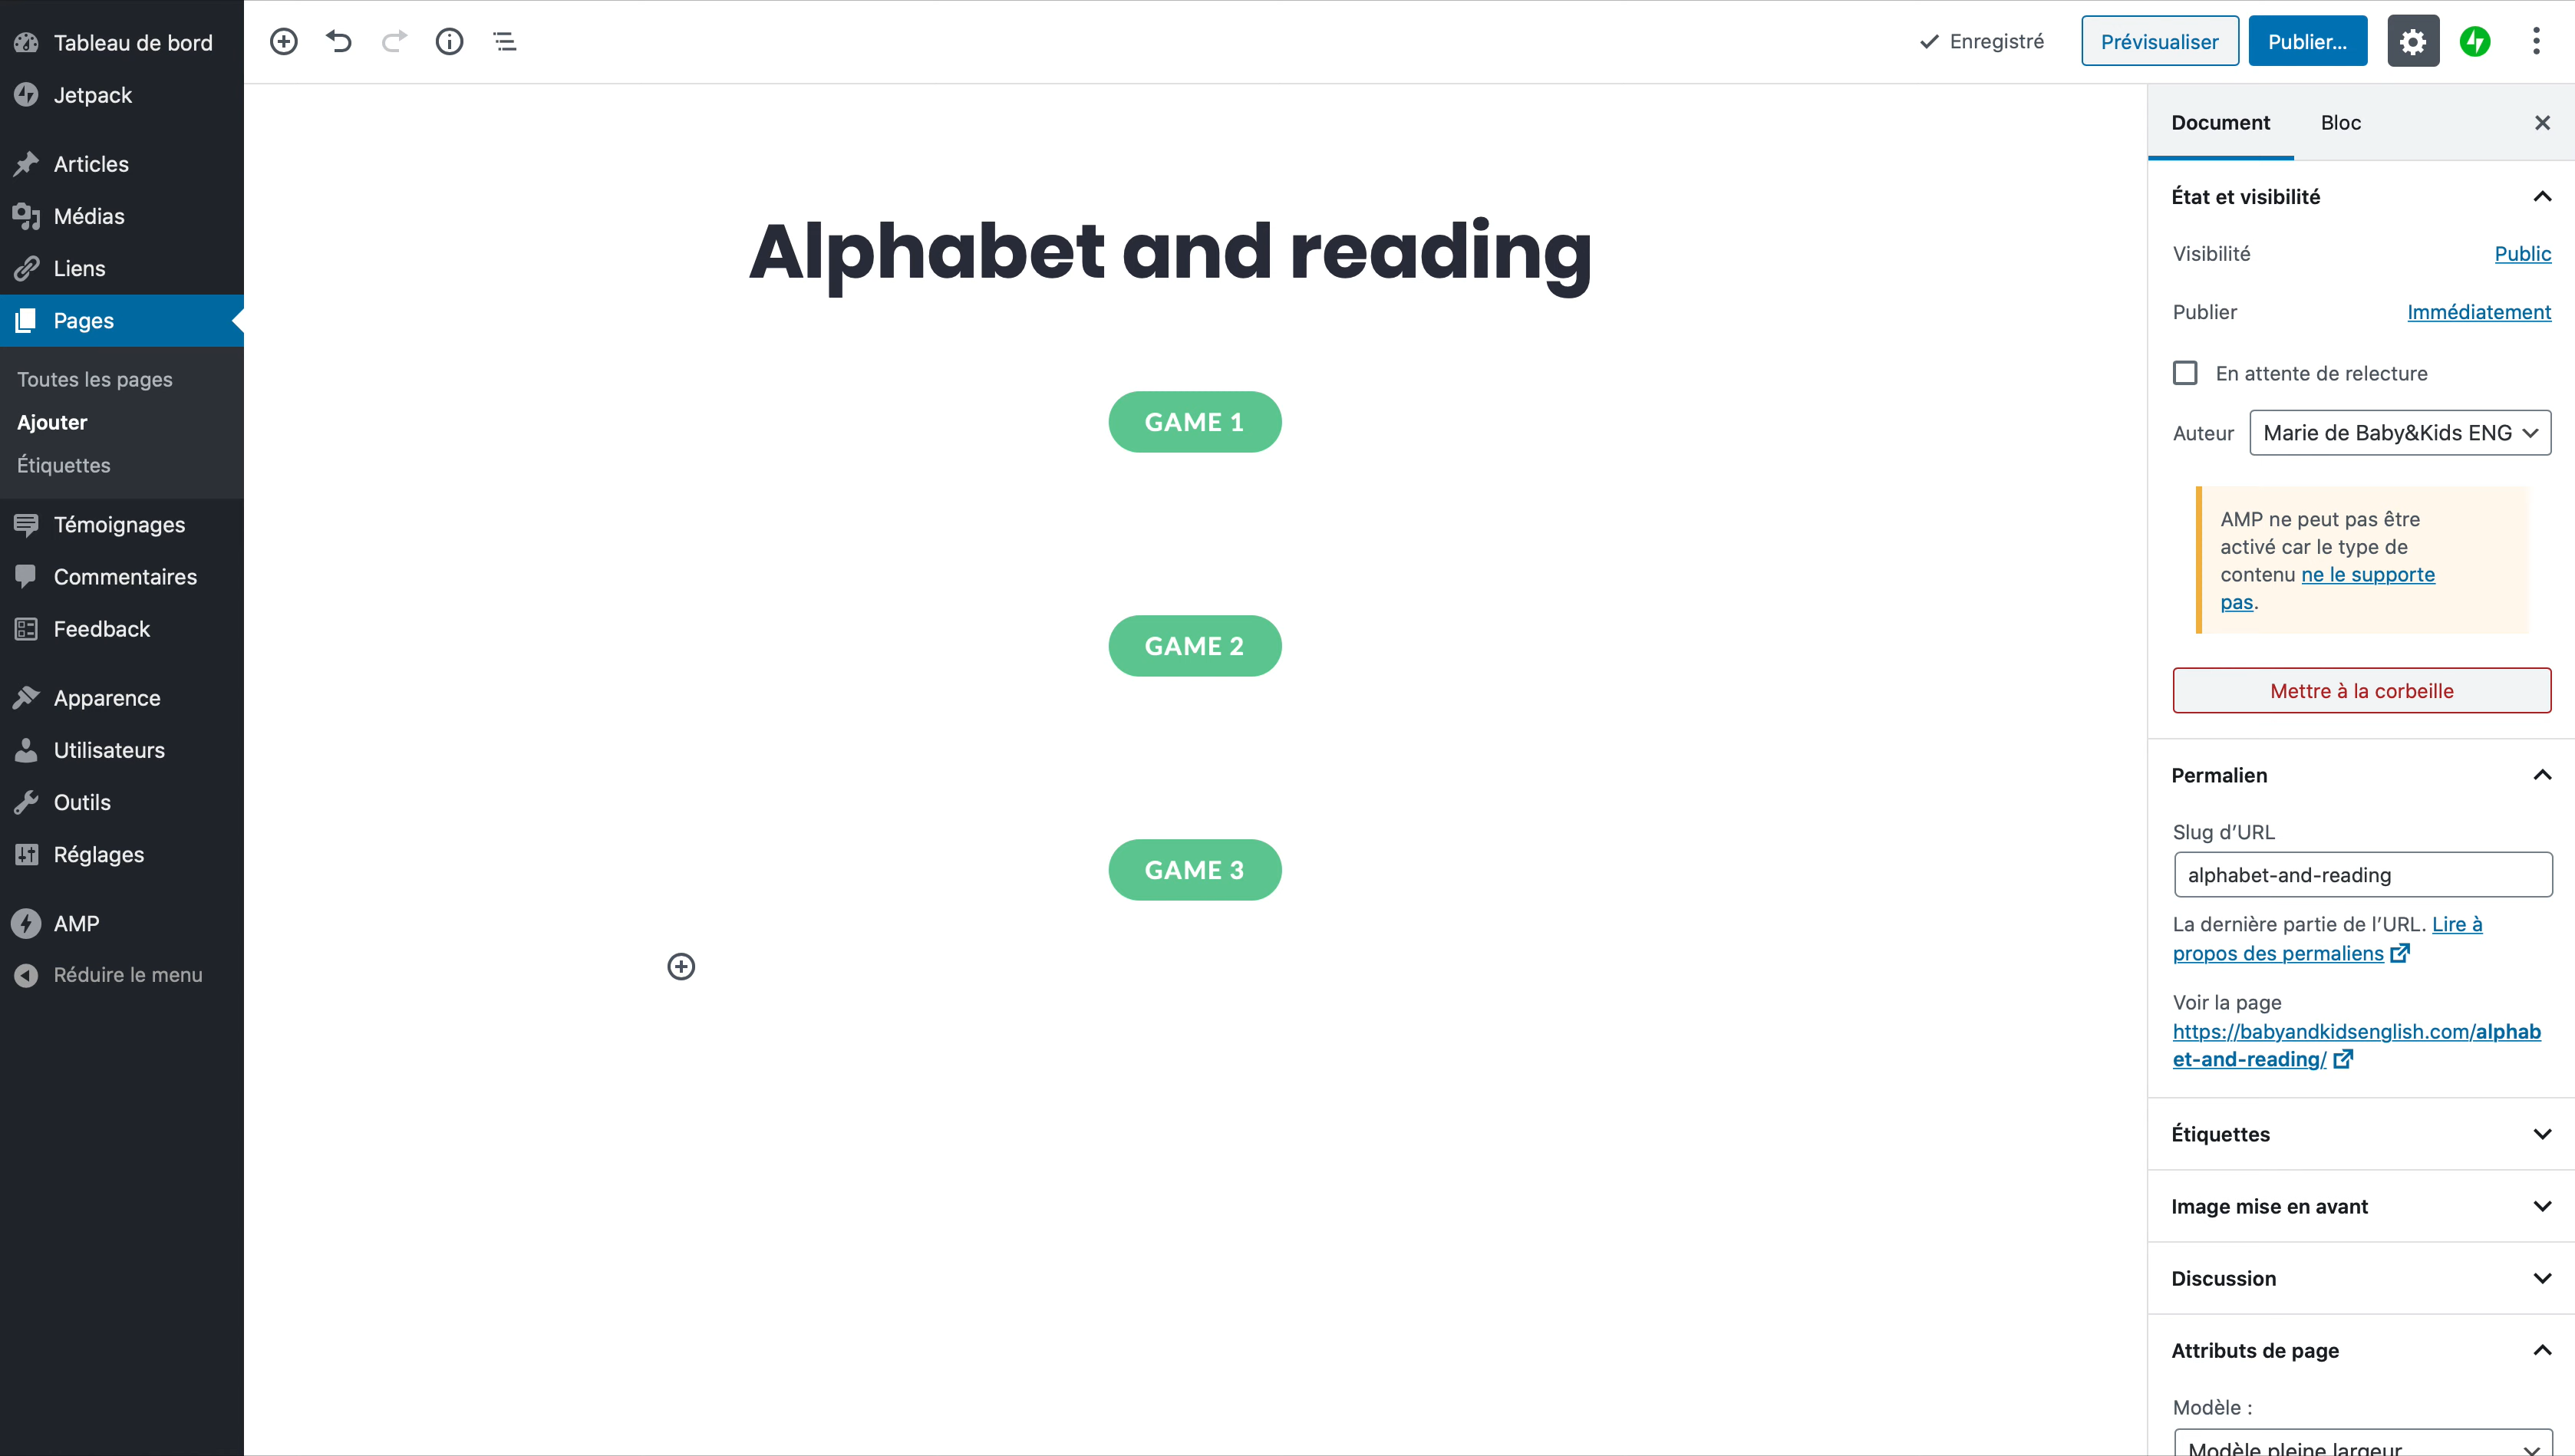 Tableau de bord
Jetpack
Articles
Médias
Liens
Pages
Toutes les pages
Ajouter
Étiquettes
Témoignages
Commentaires
Feedback
Apparence
Utilisateurs
Outils
Réglages
AMP
Réduire le menu
Enregistré
Prévisualiser
Publier…
Alphabet and reading
GAME 1
GAME 2
GAME 3
Document
Bloc
État et visibilité
Visibilité
Public
Publier
Immédiatement
En attente de relecture
Auteur
Marie de Baby&Kids ENG
AMP ne peut pas être
activé car le type de
contenu ne le supporte
pas.
Mettre à la corbeille
Permalien
Slug d’URL
alphabet-and-reading
La dernière partie de l’URL. Lire à
propos des permaliens
Voir la page
https://babyandkidsenglish.com/alphab
et-and-reading/
Étiquettes
Image mise en avant
Discussion
Attributs de page
Modèle :
Modèle pleine largeur